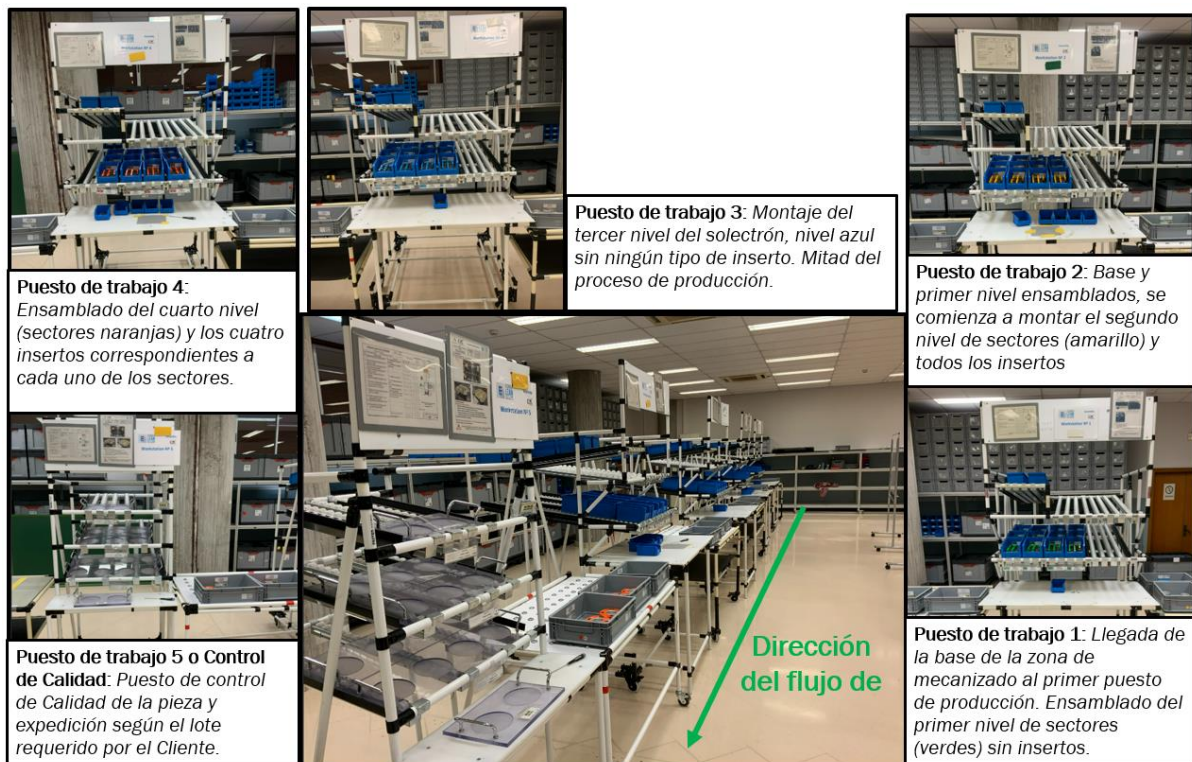 Workstation Nº 5
Puesto de trabajo 4:
Ensamblado del cuarto nivel
(sectores naranjas) y los cuatro
insertos correspondientes a
cada uno de los sectores.
Puesto de trabajo 3: Montaje del
tercer nivel del solectrón, nivel azul
sin ningún tipo de inserto. Mitad del
proceso de producción.
Puesto de trabajo 2: Base y
primer nivel ensamblados, se
comienza a montar el segundo
nivel de sectores (amarillo) y
todos los insertos
Puesto de trabajo 5 o Control
de Calidad: Puesto de control
de Calidad de la pieza y
expedición según el lote
requerido por el Cliente.
Dirección
del flujo de
Puesto de trabajo 1: Llegada de
la base de la zona de
mecanizado al primer puesto
de producción. Ensamblado del
primer nivel de sectores
(verdes) sin insertos.